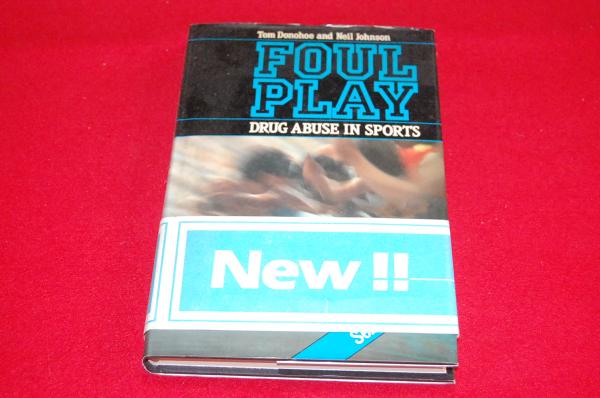 Tom Donohoe and Neil Johnson
FOUL
PLAY
DRUG ABUSE IN SPORTS
New !!